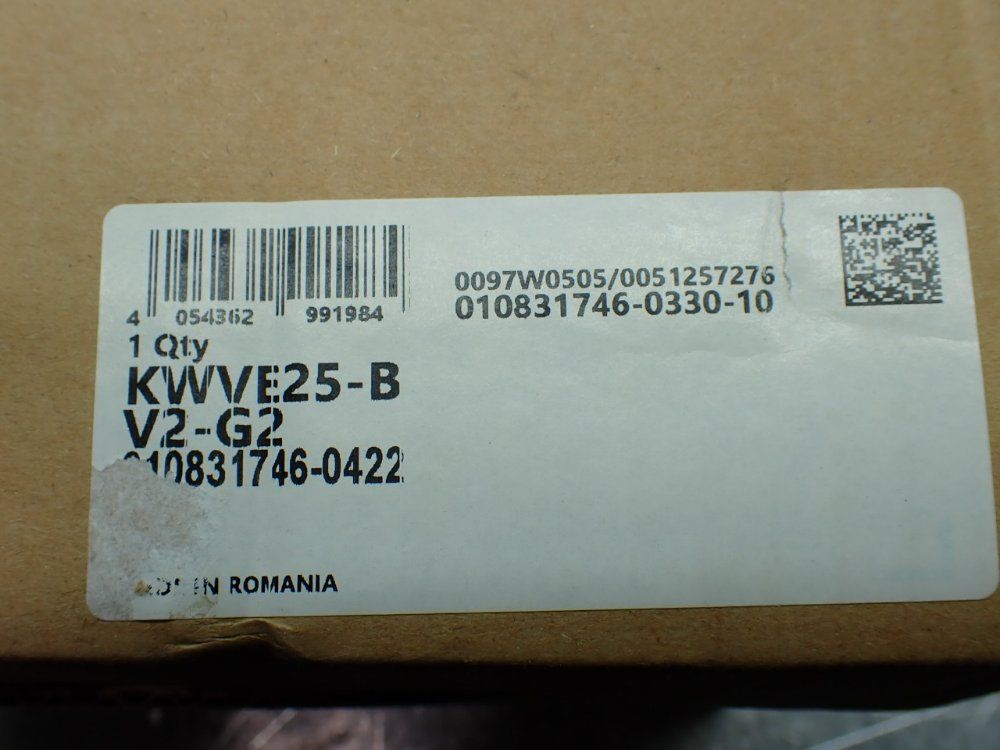 4 054362 991984
0097W0505/0051257276
010831746-0330-10
1 Qty
KWVE25-B
V2-G2
010831746-0422
IN ROMANIA